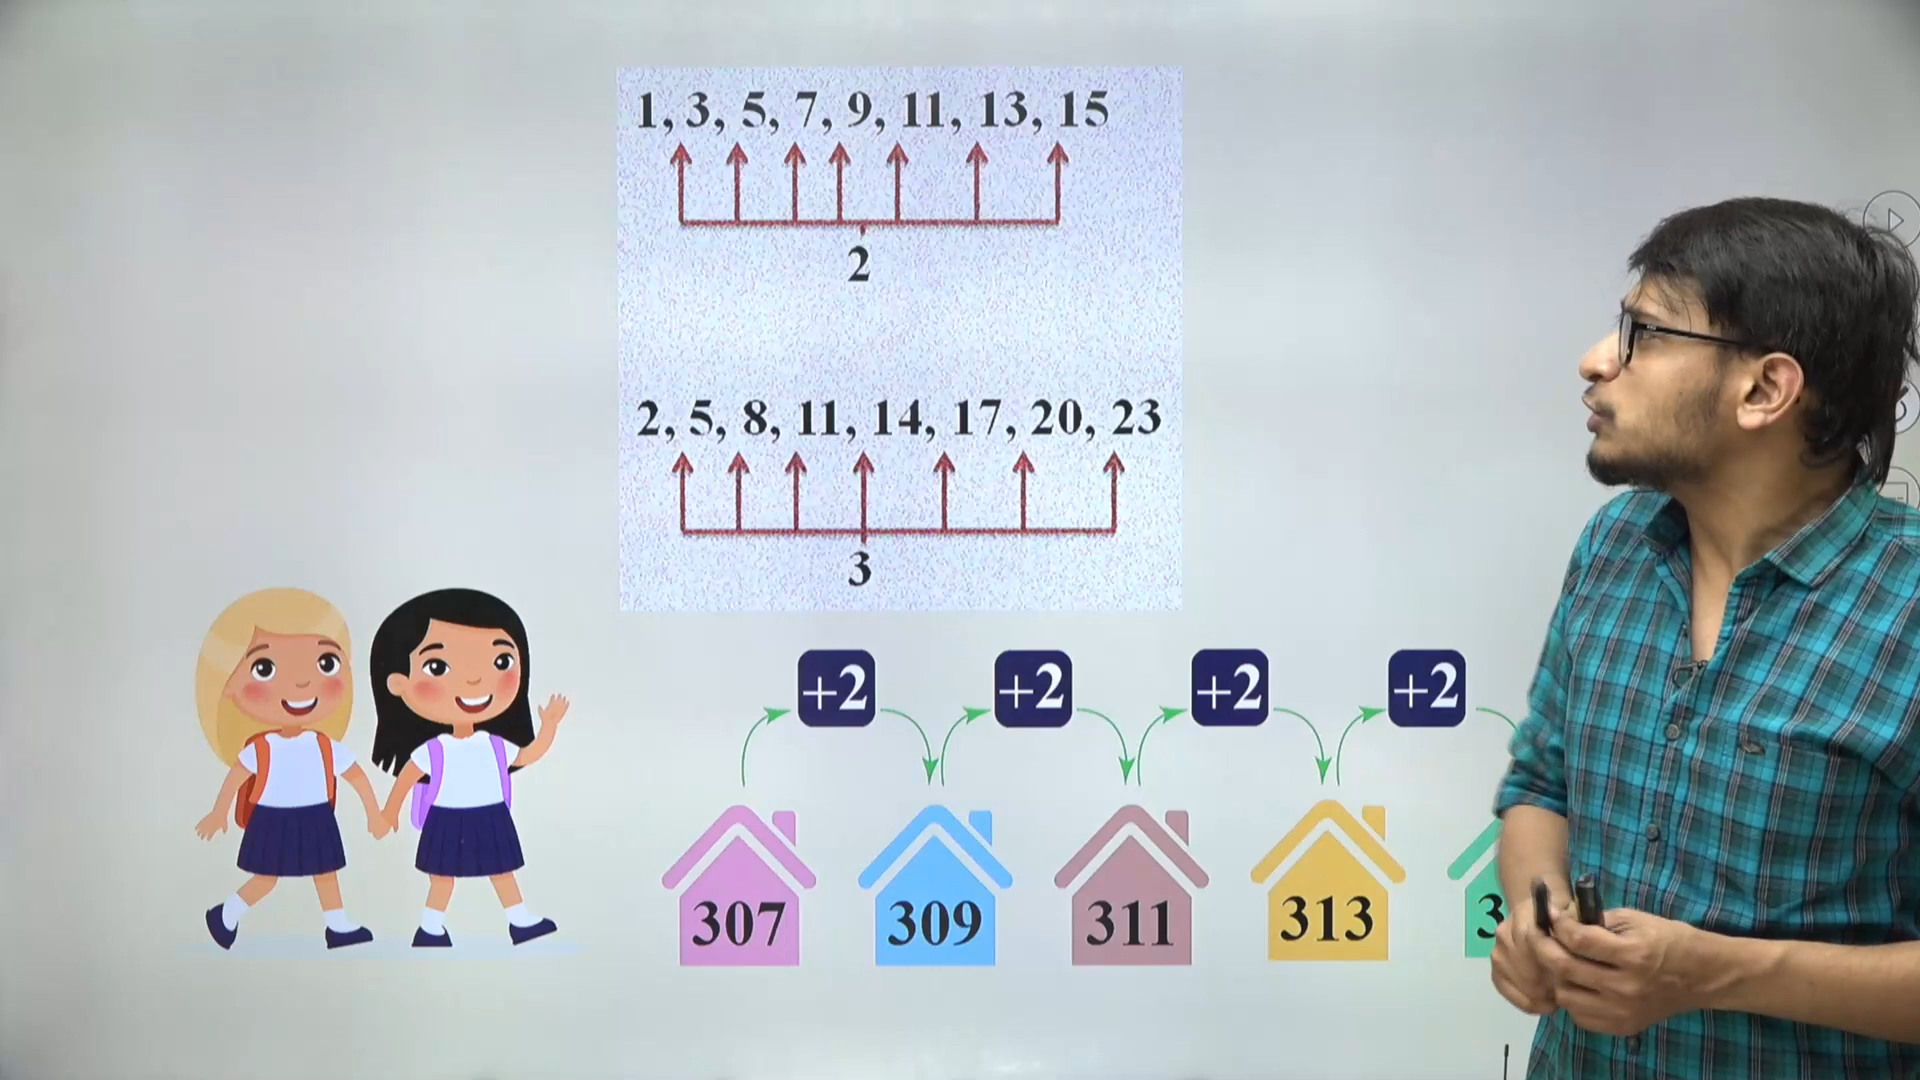 1, 3, 5, 7, 9, 11, 13, 15
2
2, 5, 8, 11, 14, 17, 20, 23
3
+2 +2 +2 +2
307 309 311 313 3